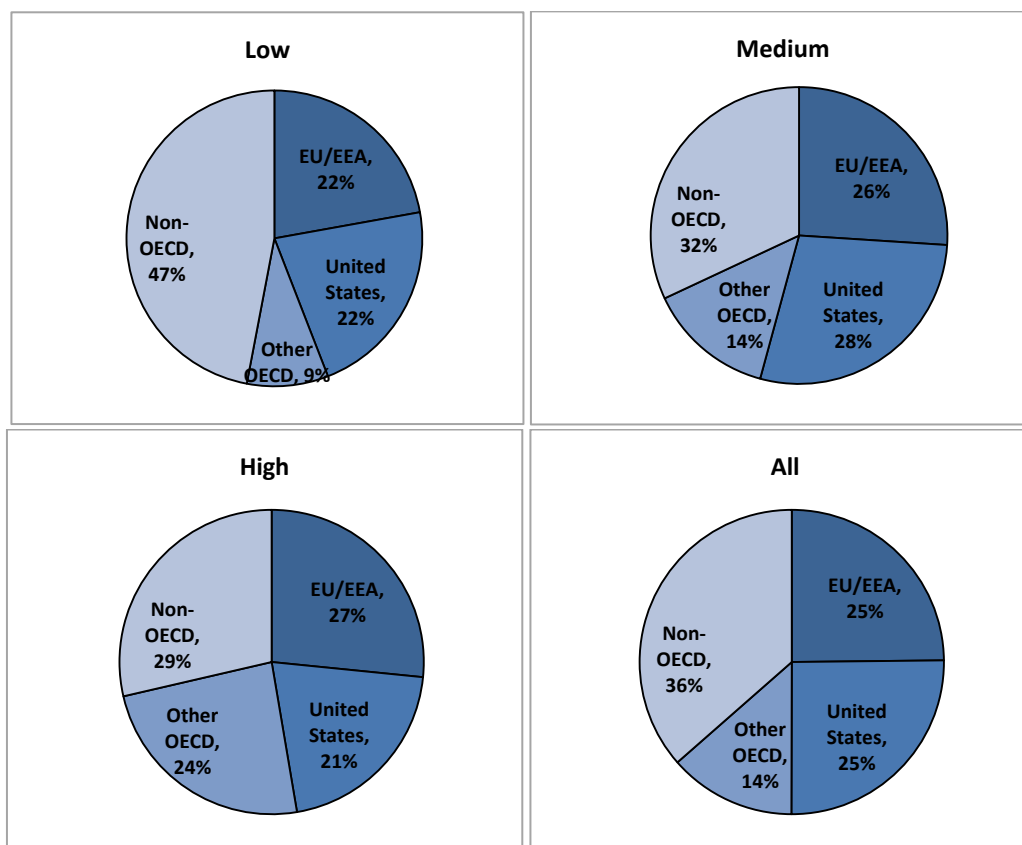 Low
EU/EEA,
22%
United
States,
22%
Other
OECD, 9%
Non-
OECD,
47%
Medium
EU/EEA,
26%
United
States,
28%
Other
OECD,
14%
Non-
OECD,
32%
High
EU/EEA,
27%
United
States,
21%
Other
OECD,
24%
Non-
OECD,
29%
All
EU/EEA,
25%
United
States,
25%
Other
OECD,
14%
Non-
OECD,
36%